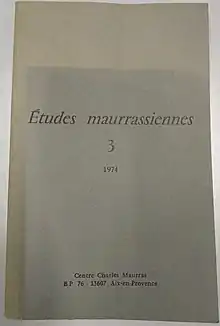 Études maurrassiennes
3
1974
Centre Charles Maurras
B P 76 - 13607 Aix-en-Provence